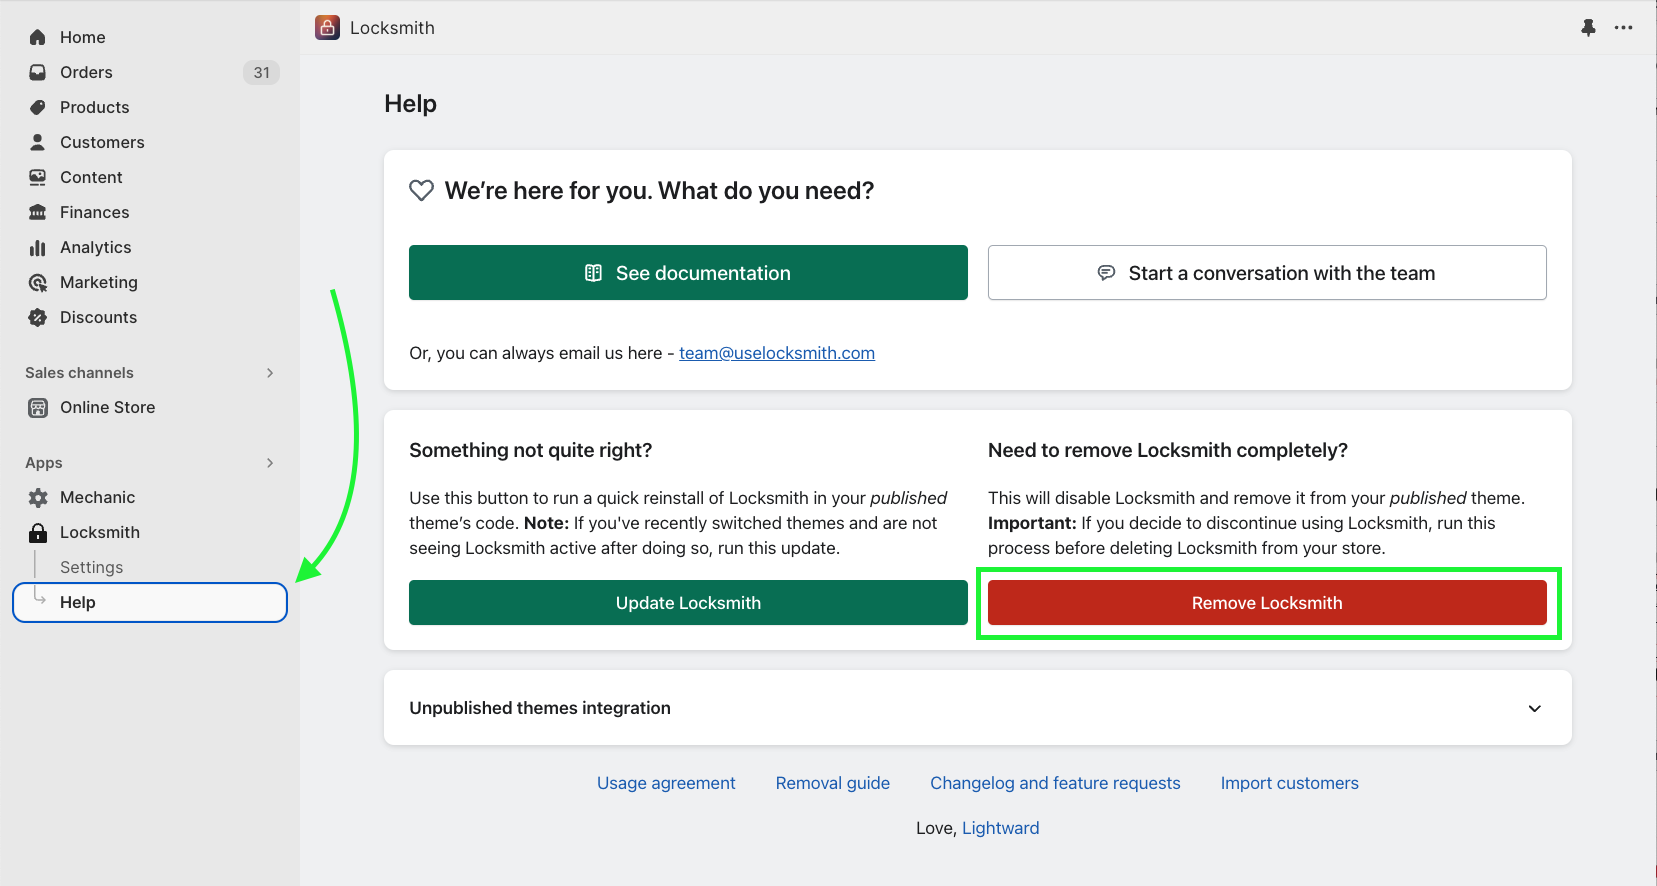 Home
Orders 31
Products
Customers
Content
Finances
Analytics
Marketing
Discounts
Sales channels
Online Store
Apps
Mechanic
Locksmith
Settings
Help
Locksmith
Help
We’re here for you. What do you need?
See documentation
Start a conversation with the team
Or, you can always email us here - team@uselocksmith.com
Something not quite right?
Use this button to run a quick reinstall of Locksmith in your published
theme’s code. Note: If you've recently switched themes and are not
seeing Locksmith active after doing so, run this update.
Update Locksmith
Need to remove Locksmith completely?
This will disable Locksmith and remove it from your published theme.
Important: If you decide to discontinue using Locksmith, run this
process before deleting Locksmith from your store.
Remove Locksmith
Unpublished themes integration
Usage agreement Removal guide Changelog and feature requests Import customers
Love, Lightward